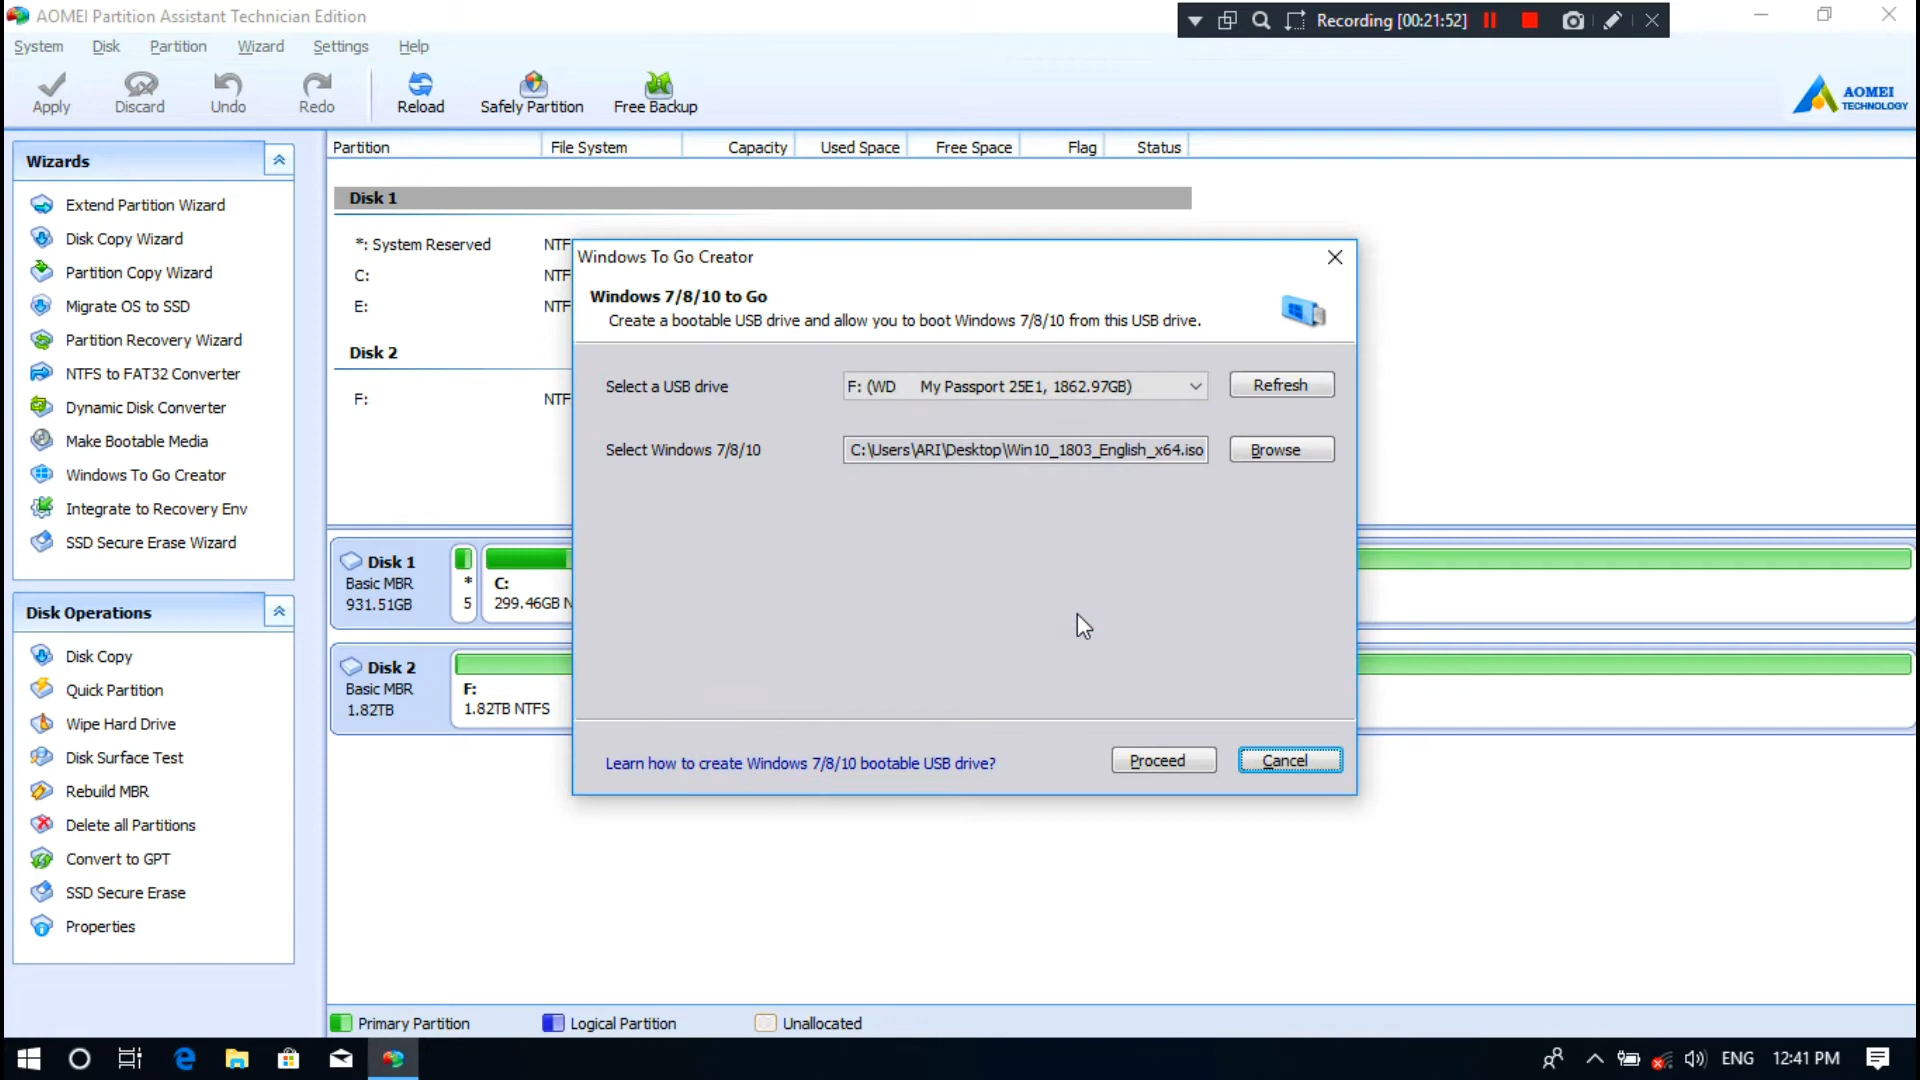 AOMEI Partition Assistant Technician Edition
Recording [00:21:52]
System Disk Partition Wizard Settings Help
Apply Discard Undo Redo Reload Safely Partition Free Backup
AOMEI
TECHNOLOGY
Wizards
Extend Partition Wizard
Disk Copy Wizard
Partition Copy Wizard
Migrate OS to SSD
Partition Recovery Wizard
NTFS to FAT32 Converter
Dynamic Disk Converter
Make Bootable Media
Windows To Go Creator
Integrate to Recovery Env
SSD Secure Erase Wizard
Disk Operations
Disk Copy
Quick Partition
Wipe Hard Drive
Disk Surface Test
Rebuild MBR
Delete all Partitions
Convert to GPT
SSD Secure Erase
Properties
Partition File System Capacity Used Space Free Space Flag Status
Disk 1
*: System Reserved NTF
C: NTF
E: NTF
Disk 2
F: NTF
Windows To Go Creator
Windows 7/8/10 to Go
Create a bootable USB drive and allow you to boot Windows 7/8/10 from this USB drive.
Select a USB drive F: (WD My Passport 25E1, 1862.97GB) Refresh
Select Windows 7/8/10 C:\Users\ARI\Desktop\Win10_1803_English_x64.iso Browse
Learn how to create Windows 7/8/10 bootable USB drive? Proceed Cancel
Disk 1
Basic MBR
931.51GB
*
5
C:
299.46GB N
Disk 2
Basic MBR
1.82TB
F:
1.82TB NTFS
Primary Partition Logical Partition Unallocated
ENG 12:41 PM